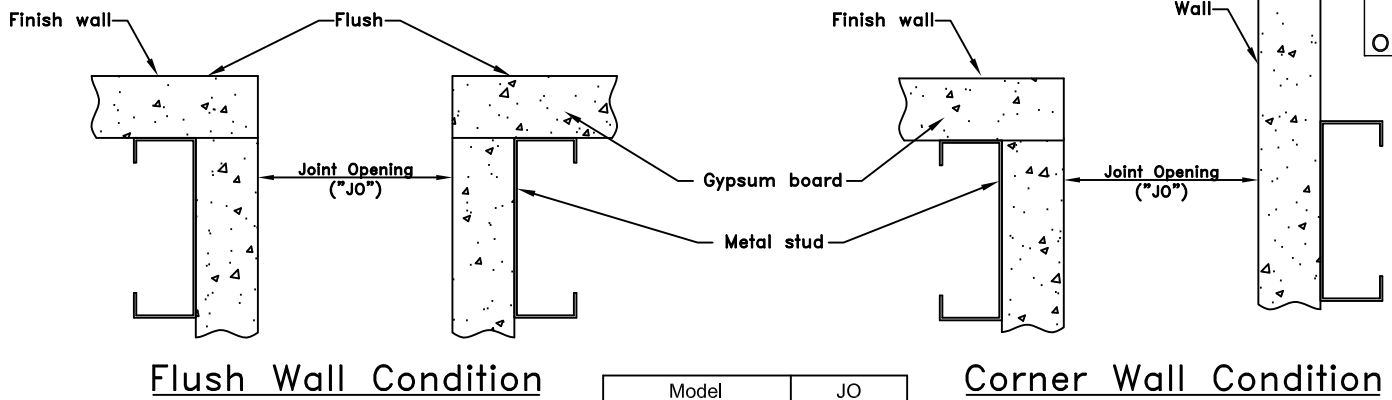 Finish wall
Flush
Finish wall
Wall
O
Joint Opening
("JO")
Joint Opening
("JO")
Gypsum board
Metal stud
Flush Wall Condition
Corner Wall Condition
Model JO